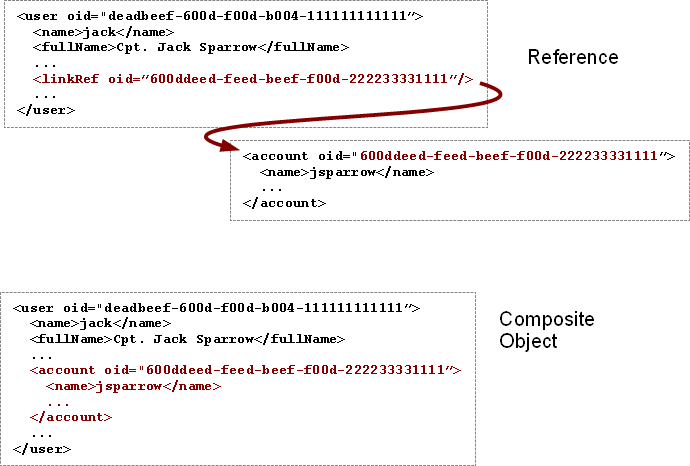 <user oid="deadbeef-600d-f00d-b004-111111111111”>
<name>jack</name>
<fullName>Cpt. Jack Sparrow</fullName>
...
<linkRef oid=”600ddeed-feed-beef-f00d-222233331111”/>
...
</user>
Reference
<account oid="600ddeed-feed-beef-f00d-222233331111”>
<name>jsparrow</name>
...
</account>
<user oid="deadbeef-600d-f00d-b004-111111111111”>
<name>jack</name>
<fullName>Cpt. Jack Sparrow</fullName>
...
<account oid="600ddeed-feed-beef-f00d-222233331111”>
<name>jsparrow</name>
...
</account>
...
</user>
Composite
Object